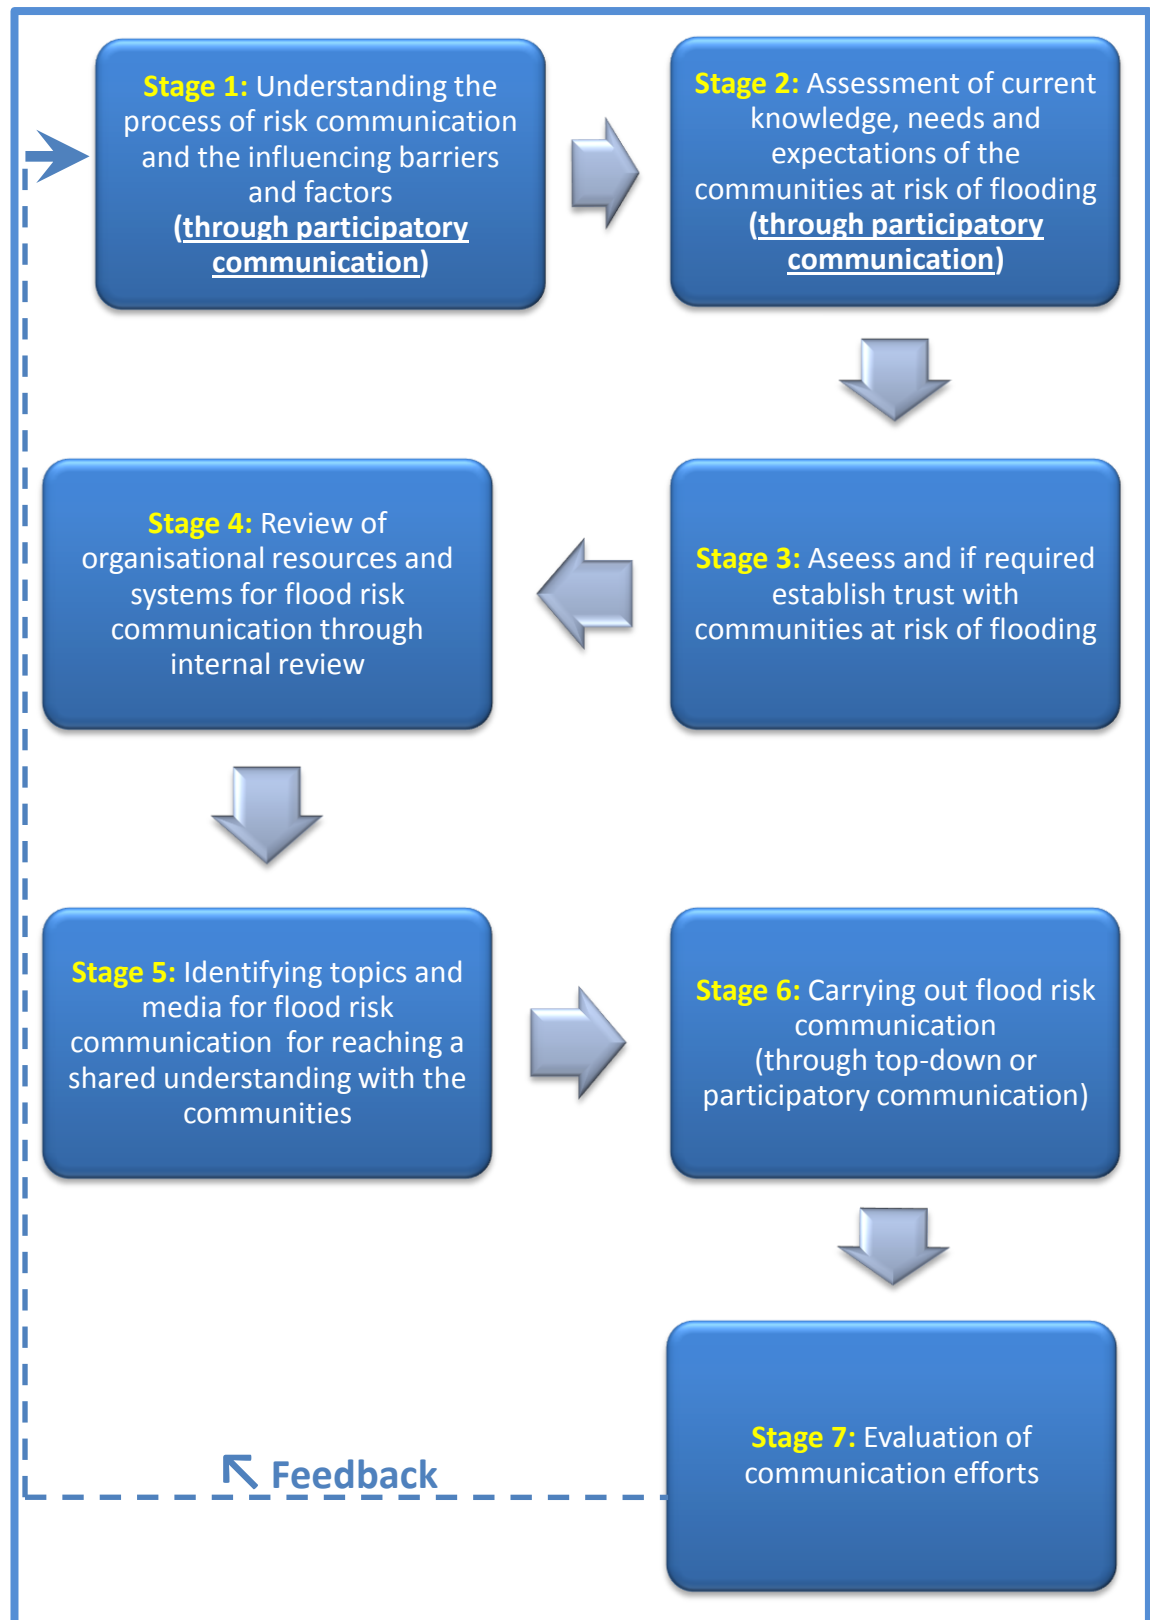 Stage 1: Understanding the
process of risk communication
and the influencing barriers
and factors
(through participatory
communication)
Stage 2: Assessment of current
knowledge, needs and
expectations of the
communities at risk of flooding
(through participatory
communication)
Stage 3: Aseess and if required
establish trust with
communities at risk of flooding
Stage 4: Review of
organisational resources and
systems for flood risk
communication through
internal review
Stage 5: Identifying topics and
media for flood risk
communication for reaching a
shared understanding with the
communities
Stage 6: Carrying out flood risk
communication
(through top-down or
participatory communication)
Stage 7: Evaluation of
communication efforts
Feedback